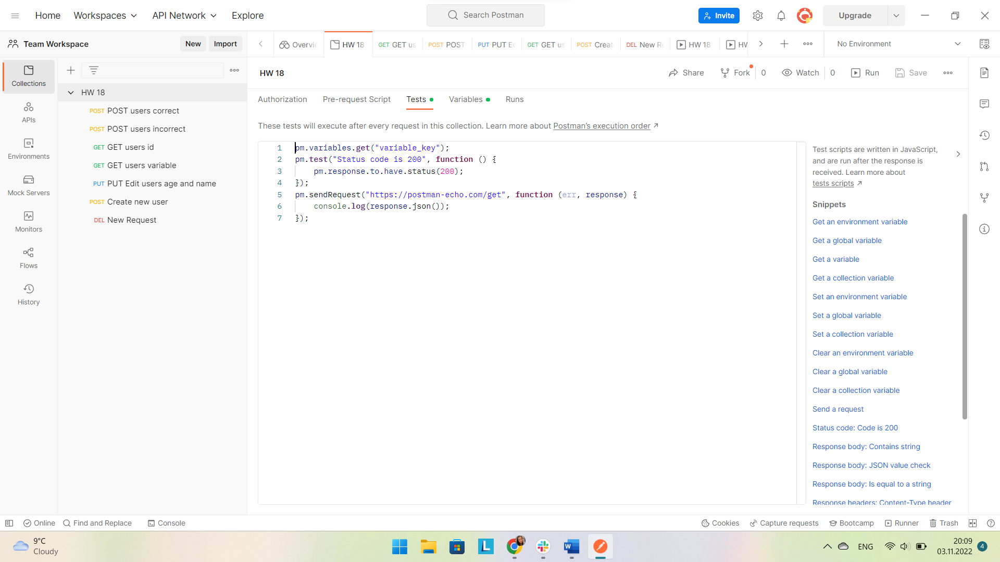 Home Workspaces API Network Explore Search Postman Invite Upgrade
Team Workspace New Import Overvie HW 18 GET GET us POST POST PUT PUT Ed GET GET us POST Creat DEL New Re HW 18 HW No Environment
HW 18 Share Fork 0 Watch 0 Run Save
Collections
APIs
Environments
Mock Servers
Monitors
Flows
History
HW 18
POST POST users correct
POST POST users incorrect
GET GET users id
GET GET users variable
PUT PUT Edit users age and name
POST Create new user
DEL New Request
Authorization Pre-request Script Tests Variables Runs
These tests will execute after every request in this collection. Learn more about Postman's execution order ↗
1 pm.variables.get("variable_key");
2 pm.test("Status code is 200", function () {
3 pm.response.to.have.status(200);
4 });
5 pm.sendRequest("https://postman-echo.com/get", function (err, response) {
6 console.log(response.json());
7 });
Test scripts are written in JavaScript,
and are run after the response is
received. Learn more about
tests scripts ↗
Snippets
Get an environment variable
Get a global variable
Get a variable
Get a collection variable
Set an environment variable
Set a global variable
Set a collection variable
Clear an environment variable
Clear a global variable
Clear a collection variable
Send a request
Status code: Code is 200
Response body: Contains string
Response body: JSON value check
Response body: Is equal to a string
Response headers: Content-Type header
Online Find and Replace Console Cookies Capture requests Bootcamp Runner Trash
9°C
Cloudy
ENG
20:09
03.11.2022
4